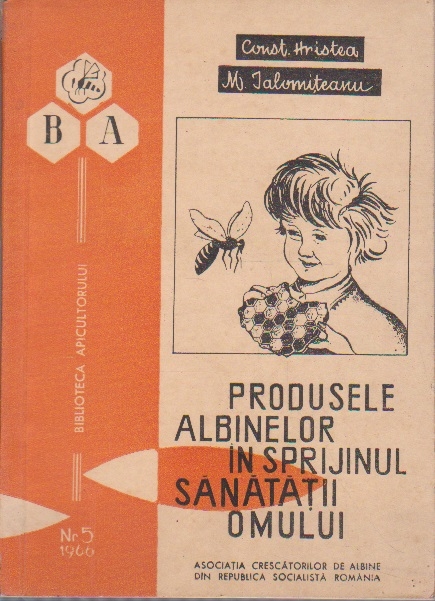 Const. Hristea
M. Ialomițeanu
B A
BIBLIOTECA APICULTORULUI
PRODUSELE
ALBINELOR
ÎN SPRIJINUL
SĂNĂTĂȚII
OMULUI
Nr. 5
1966
ASOCIAȚIA CRESCĂTORILOR DE ALBINE
DIN REPUBLICA SOCIALISTĂ ROMÂNIA